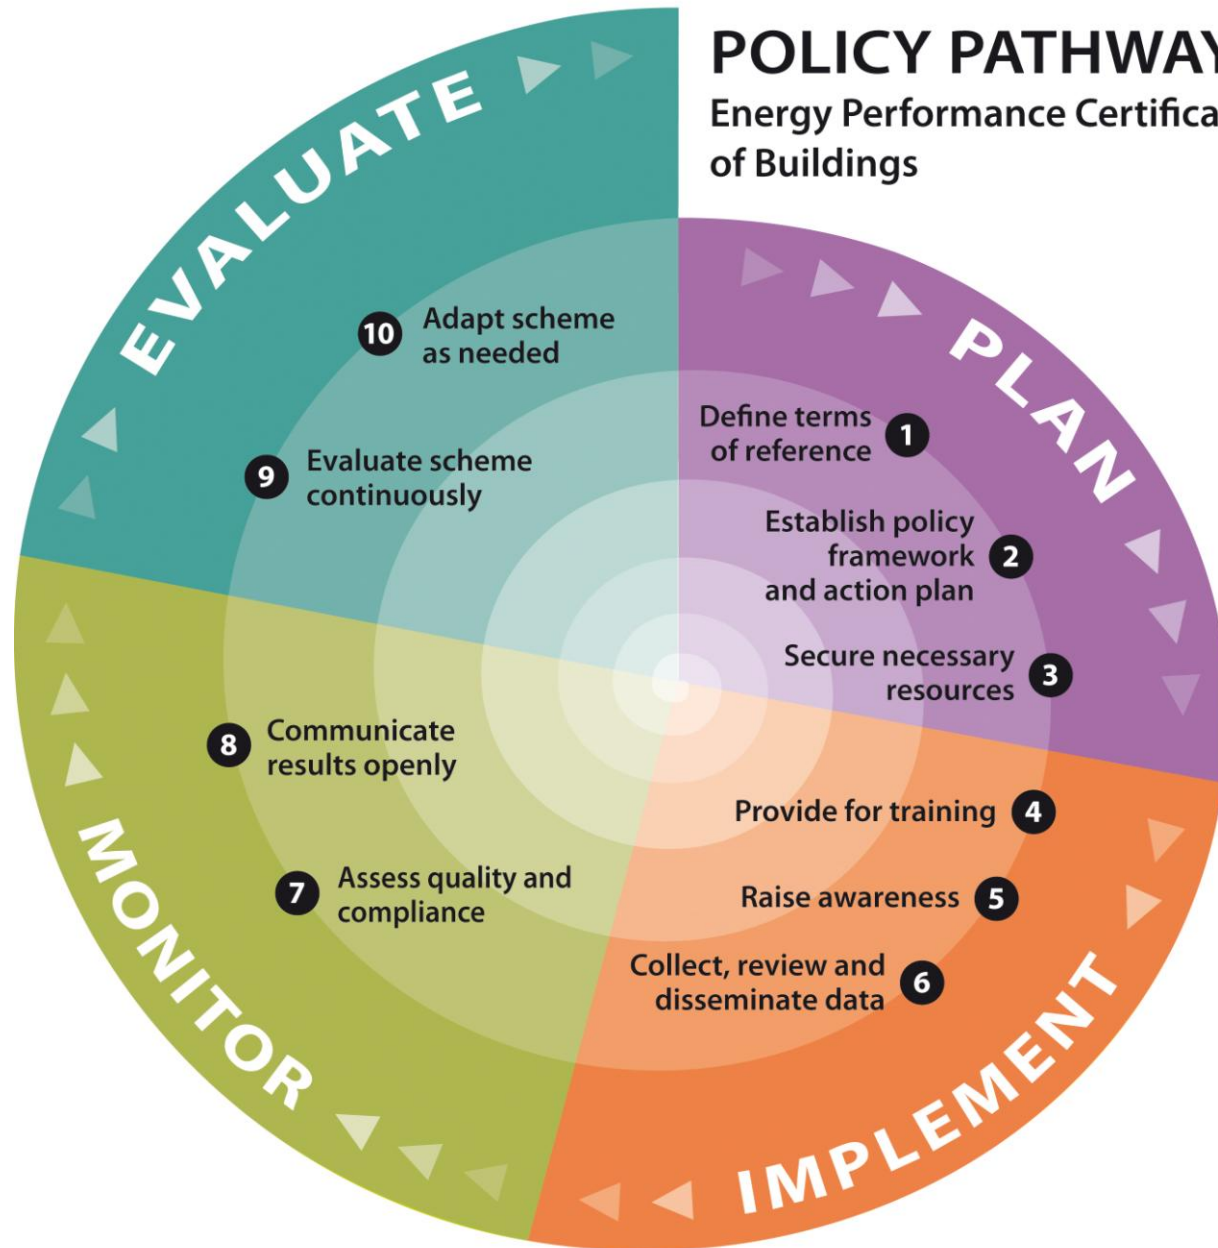 POLICY PATHWAY
Energy Performance Certifica
of Buildings
PLAN
1
Define terms
of reference
2
Establish policy
framework
and action plan
3
Secure necessary
resources
IMPLEMENT
4
Provide for training
5
Raise awareness
6
Collect, review and
disseminate data
MONITOR
7
Assess quality and
compliance
8
Communicate
results openly
EVALUATE
9
Evaluate scheme
continuously
10
Adapt scheme
as needed